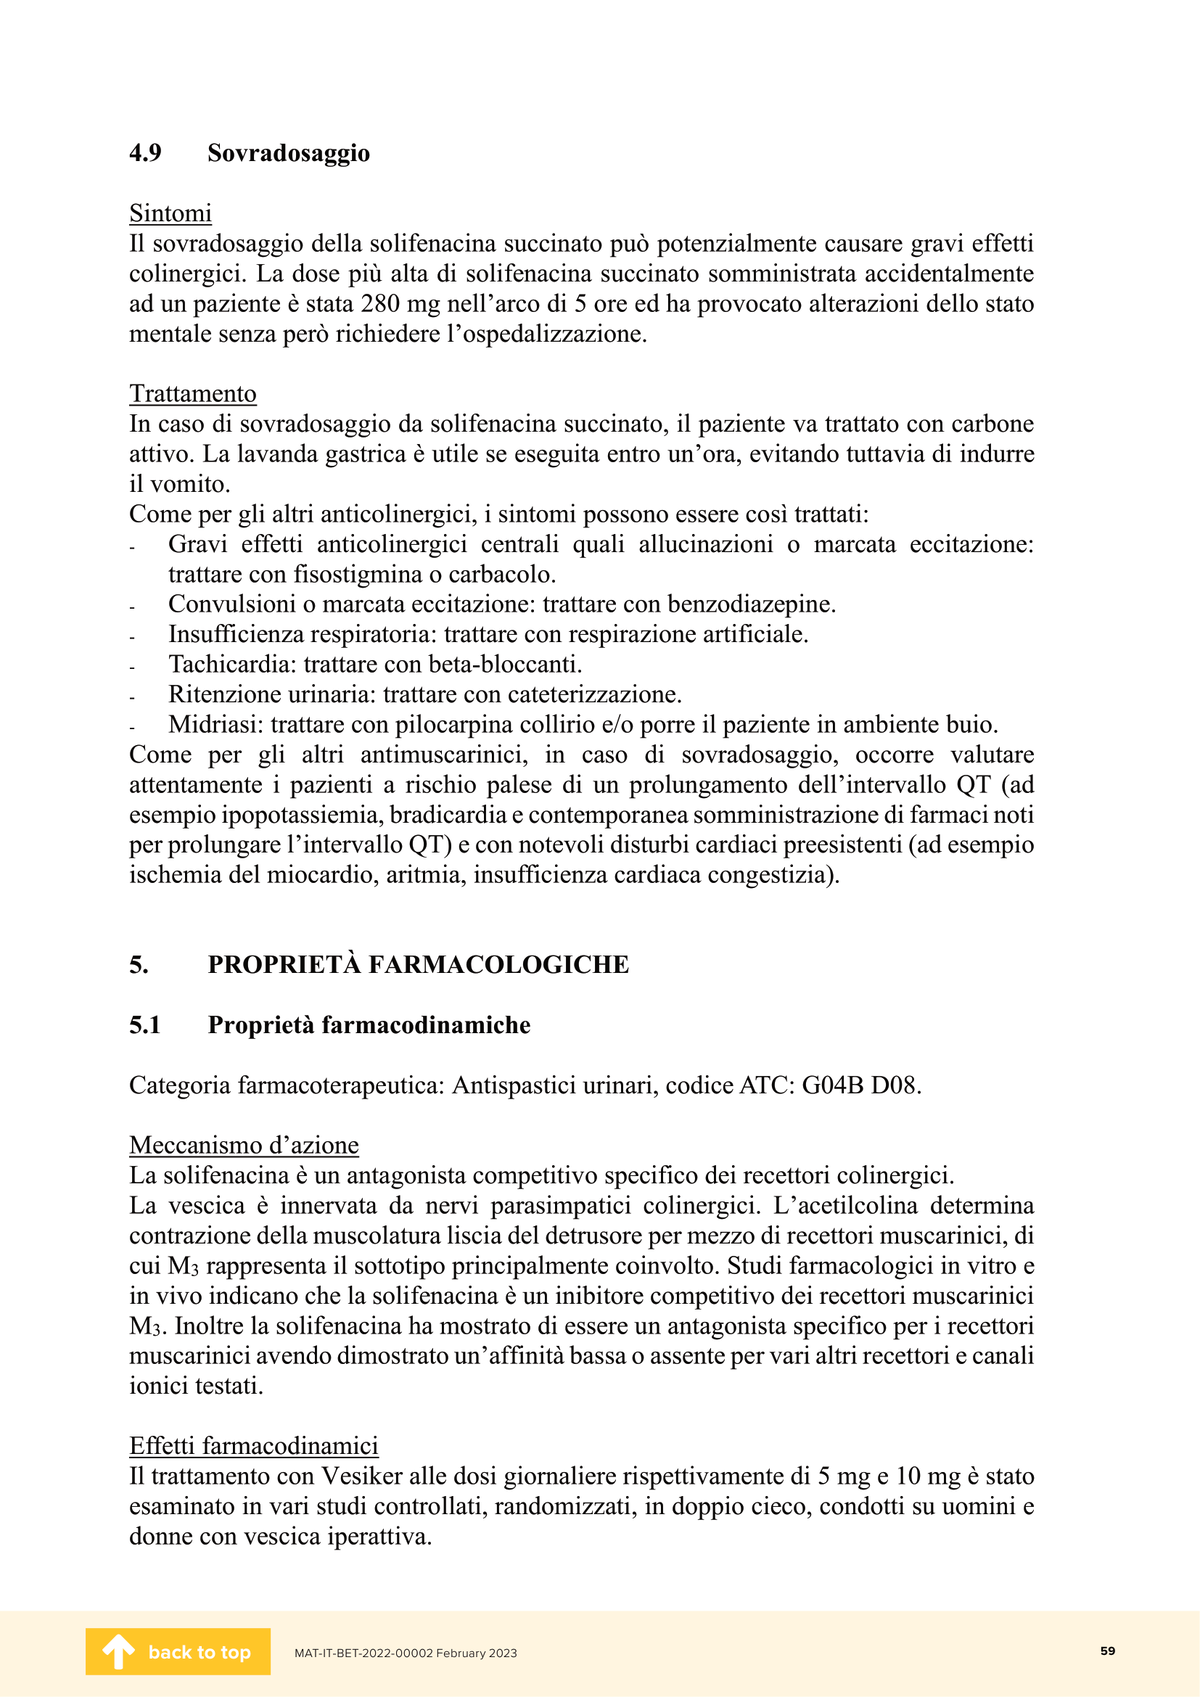 4.9 Sovradosaggio
Sintomi
Il sovradosaggio della solifenacina succinato può potenzialmente causare gravi effetti
colinergici. La dose più alta di solifenacina succinato somministrata accidentalmente
ad un paziente è stata 280 mg nell’arco di 5 ore ed ha provocato alterazioni dello stato
mentale senza però richiedere l’ospedalizzazione.
Trattamento
In caso di sovradosaggio da solifenacina succinato, il paziente va trattato con carbone
attivo. La lavanda gastrica è utile se eseguita entro un’ora, evitando tuttavia di indurre
il vomito.
Come per gli altri anticolinergici, i sintomi possono essere così trattati:
- Gravi effetti anticolinergici centrali quali allucinazioni o marcata eccitazione:
trattare con fisostigmina o carbacolo.
- Convulsioni o marcata eccitazione: trattare con benzodiazepine.
- Insufficienza respiratoria: trattare con respirazione artificiale.
- Tachicardia: trattare con beta-bloccanti.
- Ritenzione urinaria: trattare con cateterizzazione.
- Midriasi: trattare con pilocarpina collirio e/o porre il paziente in ambiente buio.
Come per gli altri antimuscarinici, in caso di sovradosaggio, occorre valutare
attentamente i pazienti a rischio palese di un prolungamento dell’intervallo QT (ad
esempio ipopotassiemia, bradicardia e contemporanea somministrazione di farmaci noti
per prolungare l’intervallo QT) e con notevoli disturbi cardiaci preesistenti (ad esempio
ischemia del miocardio, aritmia, insufficienza cardiaca congestizia).
5. PROPRIETÀ FARMACOLOGICHE
5.1 Proprietà farmacodinamiche
Categoria farmacoterapeutica: Antispastici urinari, codice ATC: G04B D08.
Meccanismo d’azione
La solifenacina è un antagonista competitivo specifico dei recettori colinergici.
La vescica è innervata da nervi parasimpatici colinergici. L’acetilcolina determina
contrazione della muscolatura liscia del detrusore per mezzo di recettori muscarinici, di
cui M3 rappresenta il sottotipo principalmente coinvolto. Studi farmacologici in vitro e
in vivo indicano che la solifenacina è un inibitore competitivo dei recettori muscarinici
M3. Inoltre la solifenacina ha mostrato di essere un antagonista specifico per i recettori
muscarinici avendo dimostrato un’affinità bassa o assente per vari altri recettori e canali
ionici testati.
Effetti farmacodinamici
Il trattamento con Vesiker alle dosi giornaliere rispettivamente di 5 mg e 10 mg è stato
esaminato in vari studi controllati, randomizzati, in doppio cieco, condotti su uomini e
donne con vescica iperattiva.
back to top MAT-IT-BET-2022-00002 February 2023 59